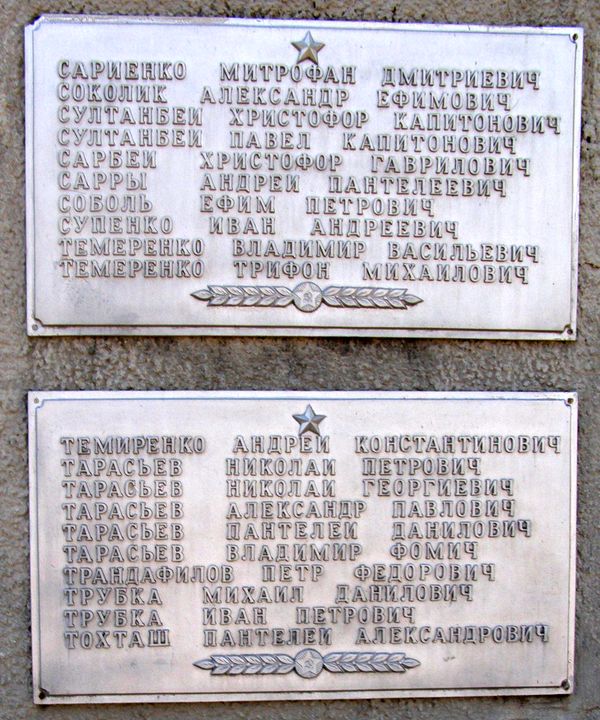 САРИЕНКО МИТРОФАН ДМИТРИЕВИЧ
СОКОЛИК АЛЕКСАНДР ЕФИМОВИЧ
СУЛТАНБЕИ ХРИСТОФОР КАПИТОНОВИЧ
СУЛТАНБЕИ ПАВЕЛ КАПИТОНОВИЧ
САРБЕИ ХРИСТОФОР ГАВРИЛОВИЧ
САРРЫ АНДРЕИ ПАНТЕЛЕЕВИЧ
СОБОЛЬ ЕФИМ ПЕТРОВИЧ
СУПЕНКО ИВАН АНДРЕЕВИЧ
ТЕМЕРЕНКО ВЛАДИМИР ВАСИЛЬЕВИЧ
ТЕМЕРЕНКО ТРИФОН МИХАИЛОВИЧ
ТЕМИРЕНКО АНДРЕИ КОНСТАНТИНОВИЧ
ТАРАСЬЕВ НИКОЛАИ ПЕТРОВИЧ
ТАРАСЬЕВ НИКОЛАИ ГЕОРГИЕВИЧ
ТАРАСЬЕВ АЛЕКСАНДР ПАВЛОВИЧ
ТАРАСЬЕВ ПАНТЕЛЕИ ДАНИЛОВИЧ
ТАРАСЬЕВ ВЛАДИМИР ФОМИЧ
ТРАНДАФИЛОВ ПЕТР ФЕДОРОВИЧ
ТРУБКА МИХАИЛ ДАНИЛОВИЧ
ТРУБКА ИВАН ПЕТРОВИЧ
ТОХТАШ ПАНТЕЛЕИ АЛЕКСАНДРОВИЧ